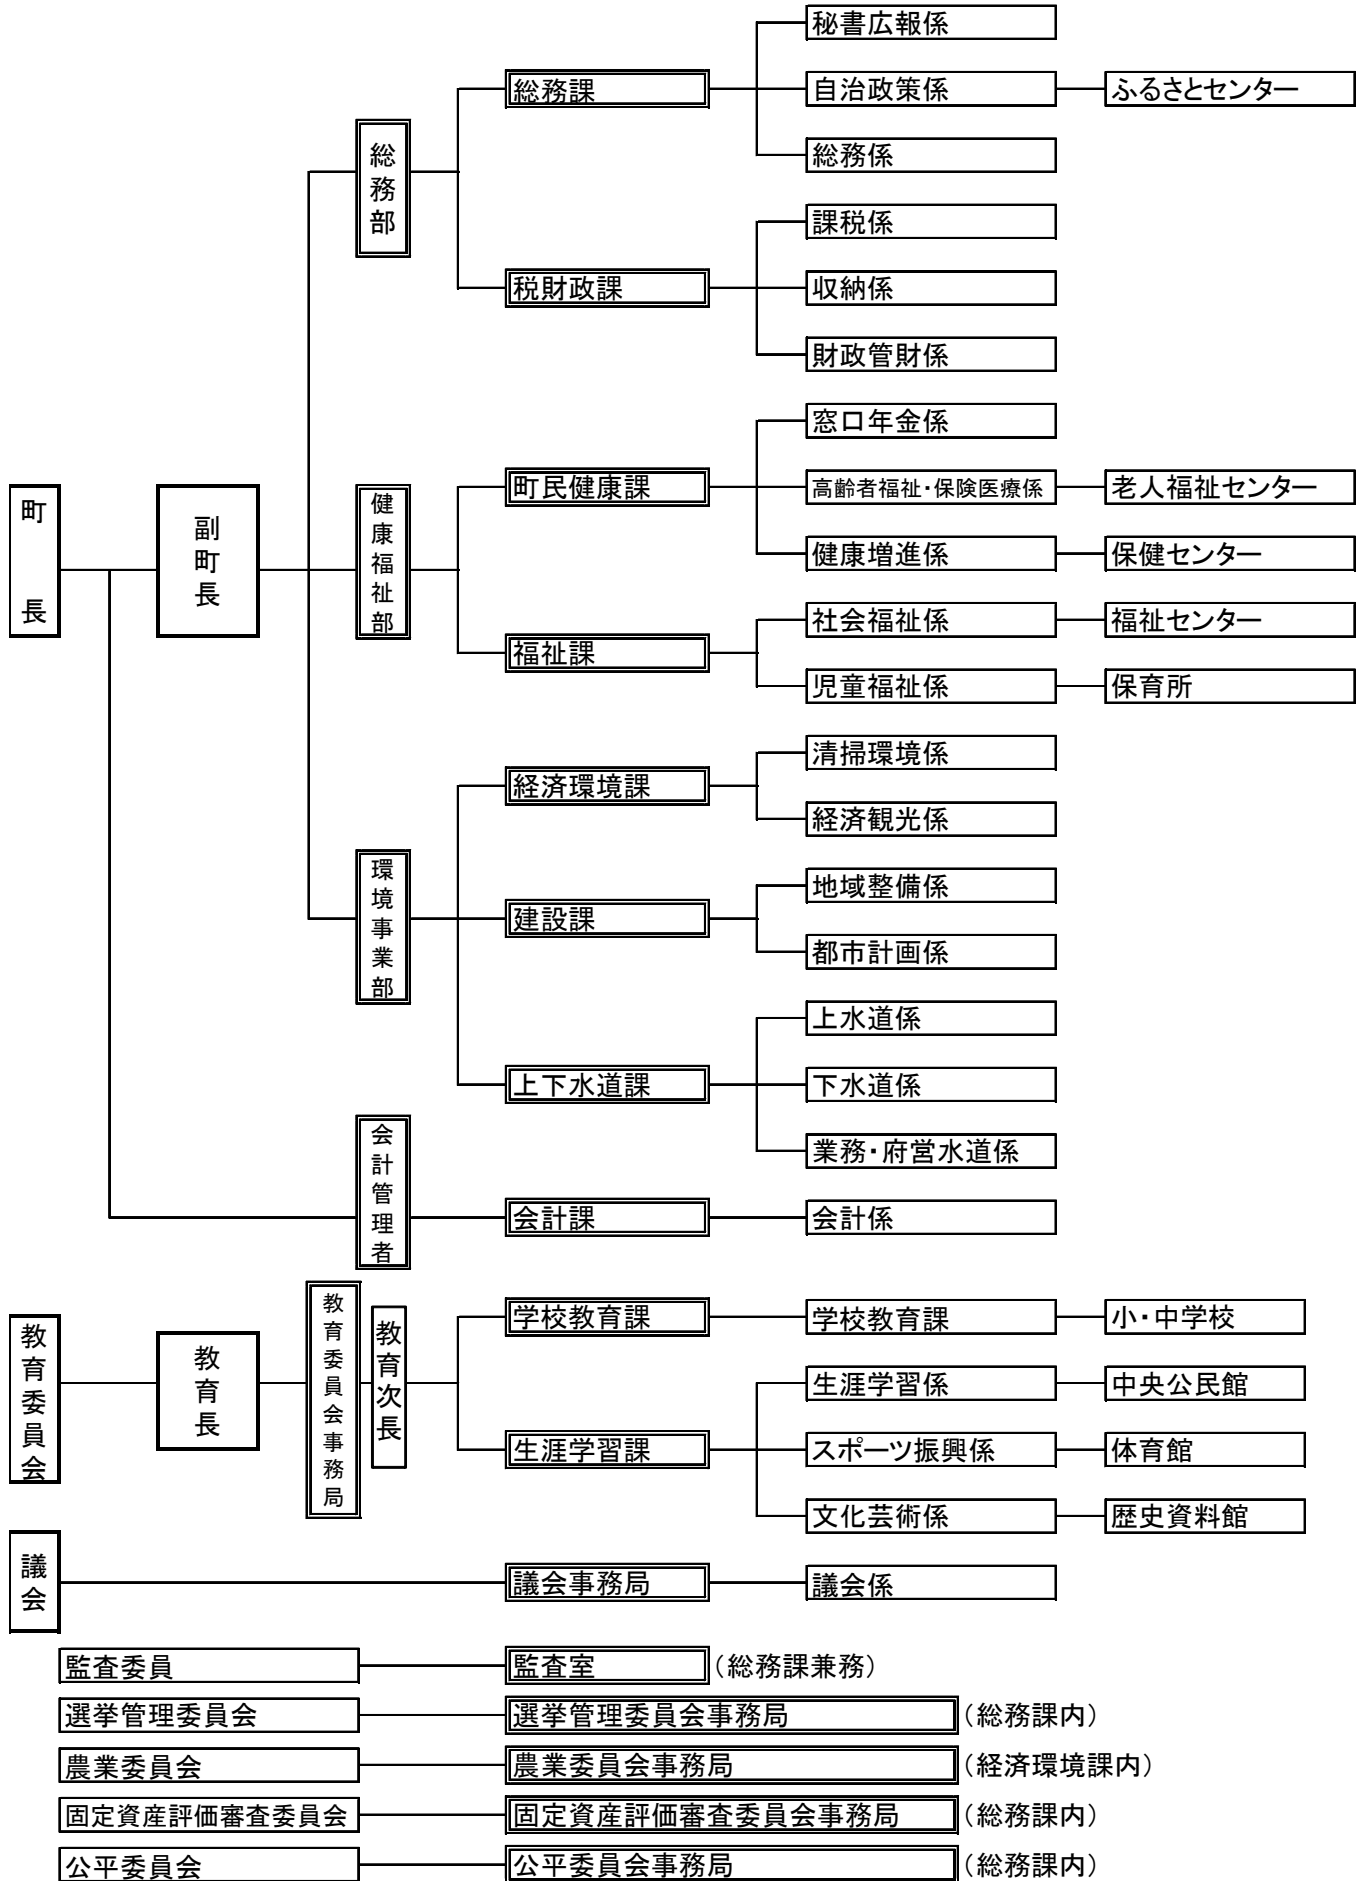 秘書広報係
総務課
自治政策係
ふるさとセンター
総務部
総務係
課税係
税財政課
収納係
財政管財係
窓口年金係
町長
副町長
健康福祉部
町民健康課
高齢者福祉・保険医療係
老人福祉センター
健康増進係
保健センター
社会福祉係
福祉センター
福祉課
児童福祉係
保育所
清掃環境係
経済環境課
経済観光係
環境事業部
地域整備係
建設課
都市計画係
上水道係
上下水道課
下水道係
業務・府営水道係
会計管理者
会計課
会計係
教育委員会
教育長
教育委員会事務局
教育次長
学校教育課
学校教育課
小・中学校
生涯学習係
中央公民館
生涯学習課
スポーツ振興係
体育館
文化芸術係
歴史資料館
議会
議会事務局
議会係
監査委員
監査室
(総務課兼務)
選挙管理委員会
選挙管理委員会事務局
(総務課内)
農業委員会
農業委員会事務局
(経済環境課内)
固定資産評価審査委員会
固定資産評価審査委員会事務局
(総務課内)
公平委員会
公平委員会事務局
(総務課内)